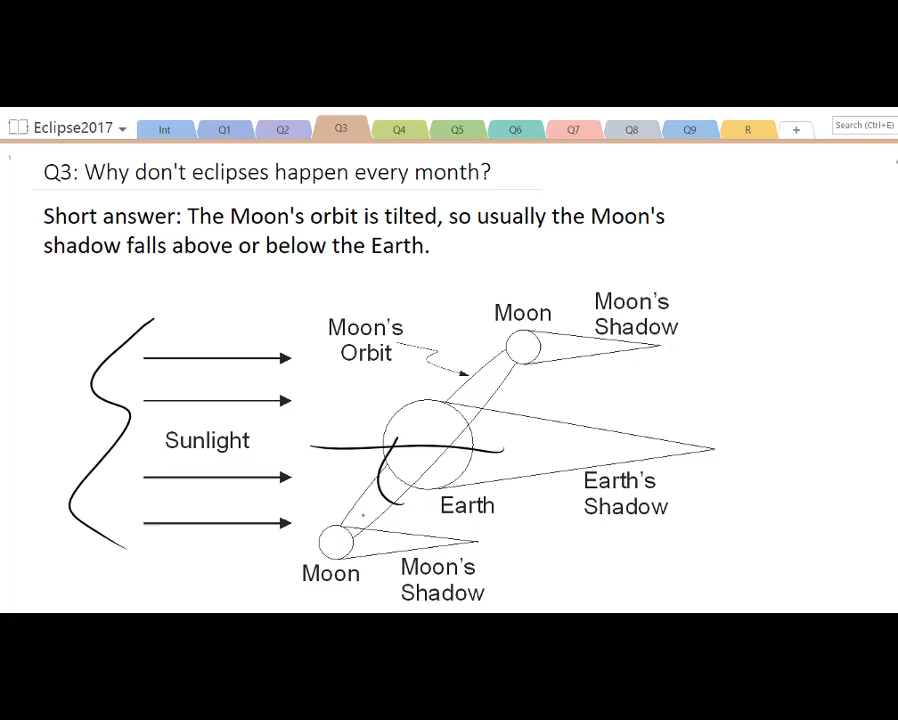 Eclipse2017
Int Q1 Q2 Q3 Q4 Q5 Q6 Q7 Q8 Q9 R +
Search (Ctrl+E)
Q3: Why don't eclipses happen every month?
Short answer: The Moon's orbit is tilted, so usually the Moon's
shadow falls above or below the Earth.
Moon's
Orbit
Moon
Moon's
Shadow
Sunlight
Earth
Earth's
Shadow
Moon
Moon's
Shadow